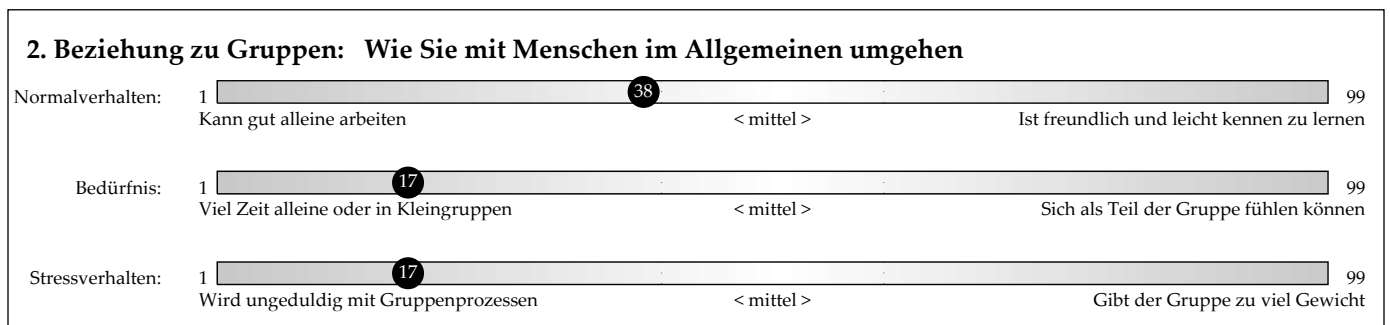 2. Beziehung zu Gruppen: Wie Sie mit Menschen im Allgemeinen umgehen
Normalverhalten: 1 38 99
Kann gut alleine arbeiten < mittel > Ist freundlich und leicht kennen zu lernen
Bedürfnis: 1 17 99
Viel Zeit alleine oder in Kleingruppen < mittel > Sich als Teil der Gruppe fühlen können
Stressverhalten: 1 17 99
Wird ungeduldig mit Gruppenprozessen < mittel > Gibt der Gruppe zu viel Gewicht